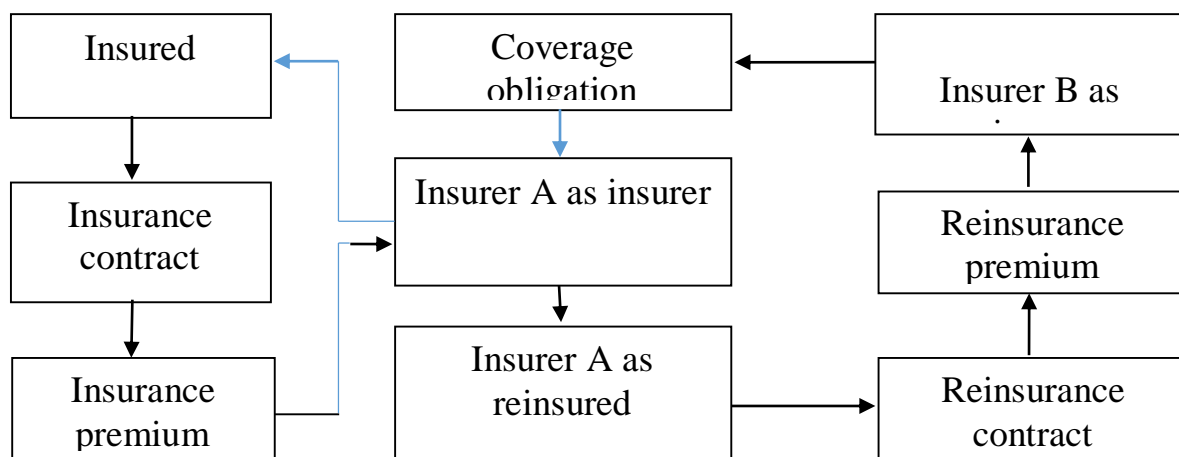 Insured
Coverage
obligation
Insurer B as
Insurance
contract
Insurer A as insurer
Reinsurance
premium
Insurance
premium
Insurer A as
reinsured
Reinsurance
contract